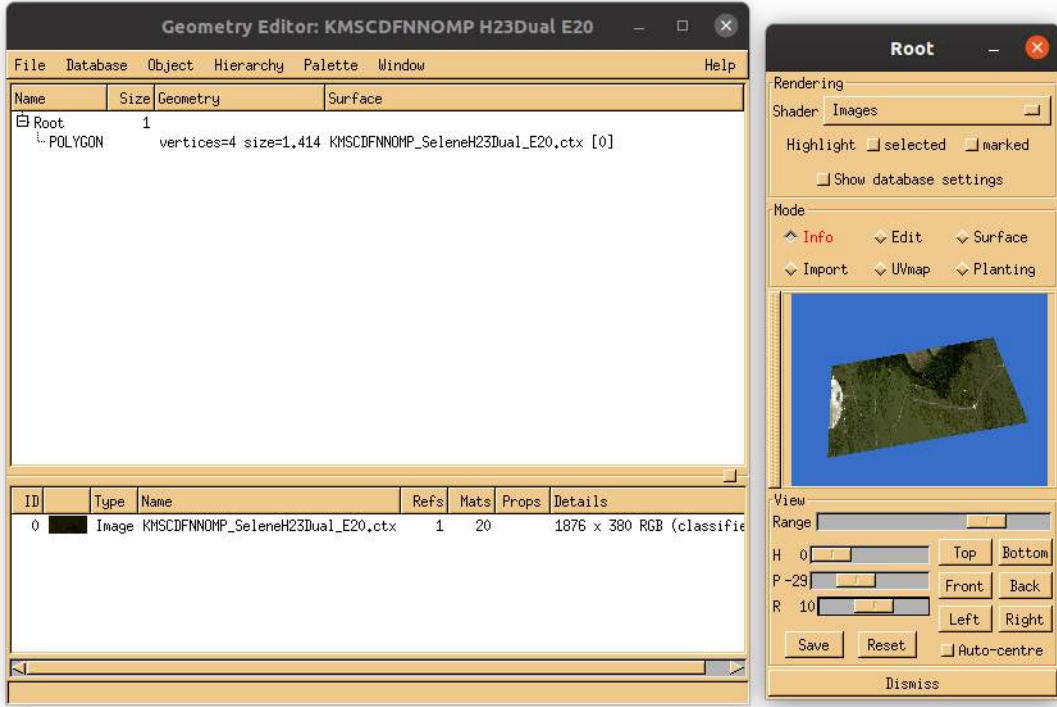 Geometry Editor: KMSCDFNNOMP H23Dual E20
File Database Object Hierarchy Palette Window Help
Name Size Geometry Surface
Root 1
POLYGON vertices=4 size=1.414 KMSCDFNNOMP_SeleneH23Dual_E20.ctx [0]
ID Type Name Refs Mats Props Details
0 Image KMSCDFNNOMP_SeleneH23Dual_E20.ctx 1 20 1876 x 380 RGB (classifie
Root
Rendering
Shader Images
Highlight selected marked
Show database settings
Mode
Info Edit Surface
Import UVmap Planting
View
Range
H 0 Top Bottom
P -29 Front Back
R 10 Left Right
Save Reset Auto-centre
Dismiss